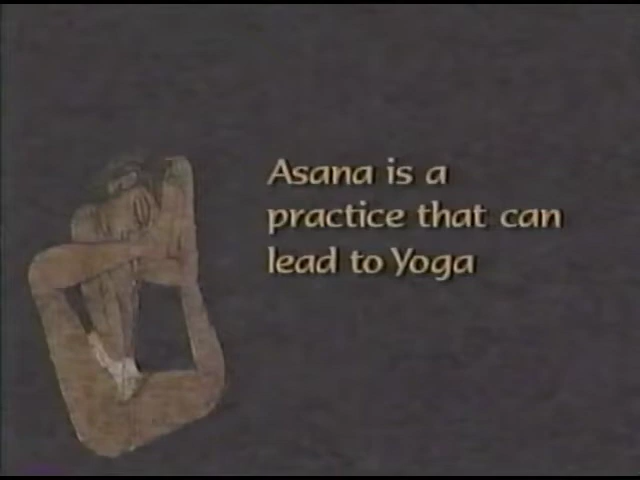 Asana is a
practice that can
lead to Yoga